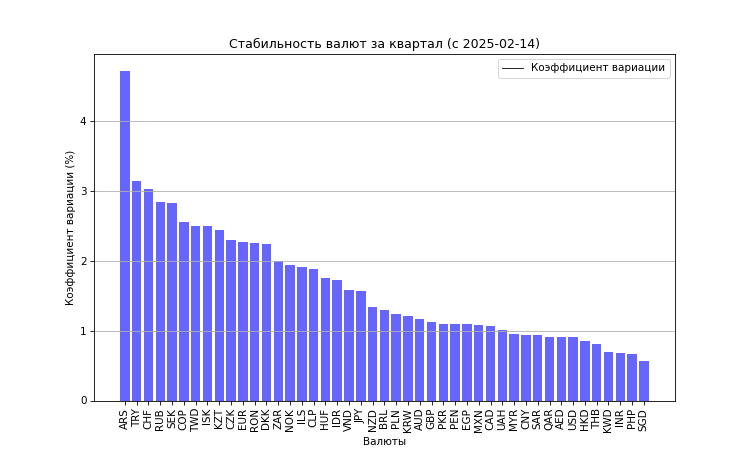 Стабильность валют за квартал (с 2025-02-14)
Коэффициент вариации
Коэффициент вариации (%)
4
3
2
1
0
ARS TRY CHF RUB SEK COP TWD ISK KZT CZK EUR RON DKK ZAR NOK ILS CLP HUF IDR VND JPY NZD BRL PLN KRW AUD GBP PKR PEN EGP MXN CAD UAH MYR CNY SAR QAR AED USD HKD THB KWD INR PHP SGD
Валюты